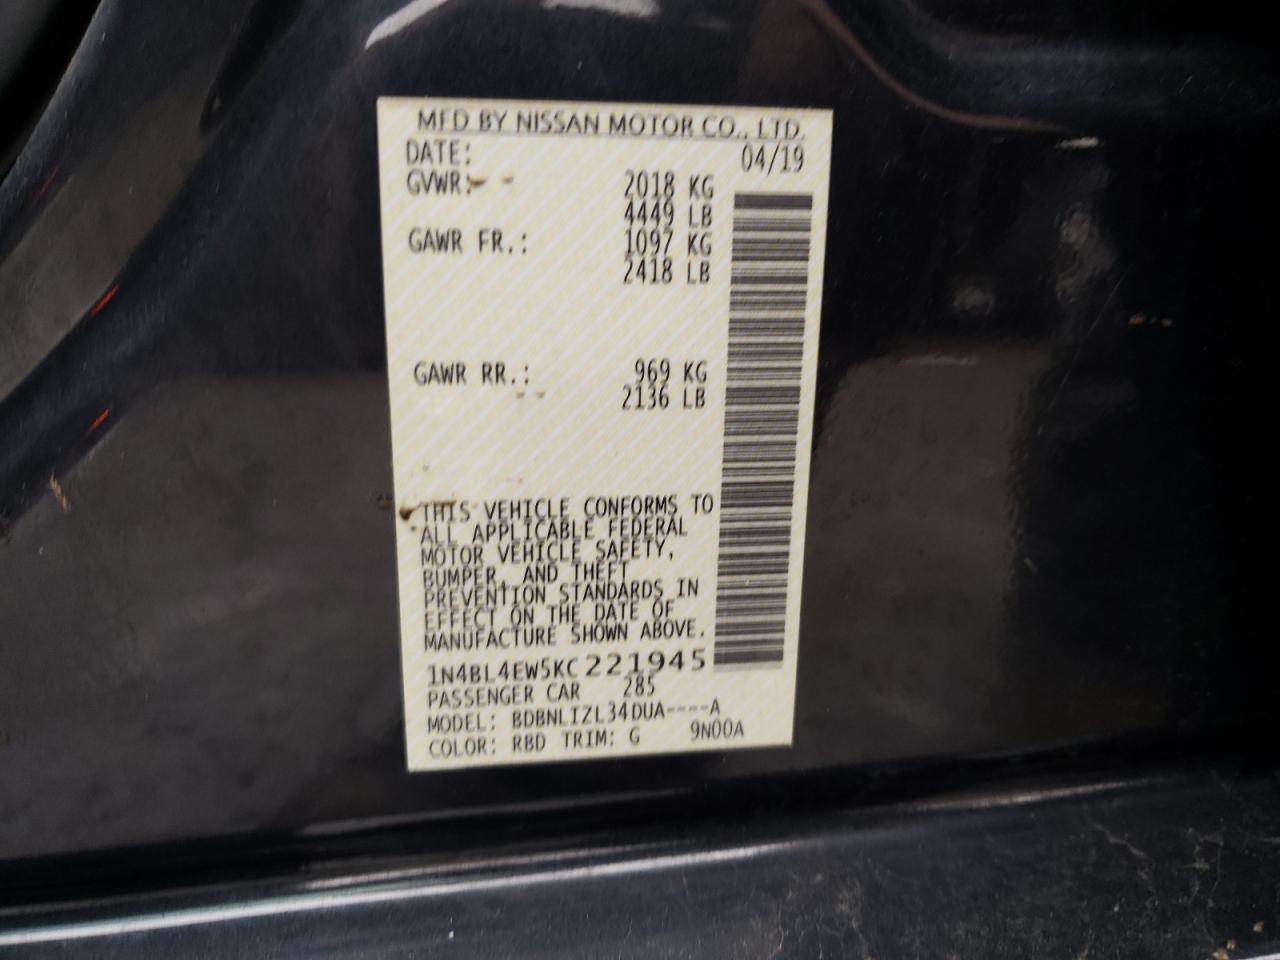 MFD BY NISSAN MOTOR CO., LTD.
DATE: 04/19
GVWR: 2018 KG
4449 LB
GAWR FR.: 1097 KG
2418 LB
GAWR RR.: 969 KG
2136 LB
THIS VEHICLE CONFORMS TO
ALL APPLICABLE FEDERAL
MOTOR VEHICLE SAFETY,
BUMPER, AND THEFT
PREVENTION STANDARDS IN
EFFECT ON THE DATE OF
MANUFACTURE SHOWN ABOVE.
1N4BL4EW5KC221945
PASSENGER CAR 285
MODEL: BDBNLIZL34DUA----A
COLOR: RBD TRIM: G 9N00A